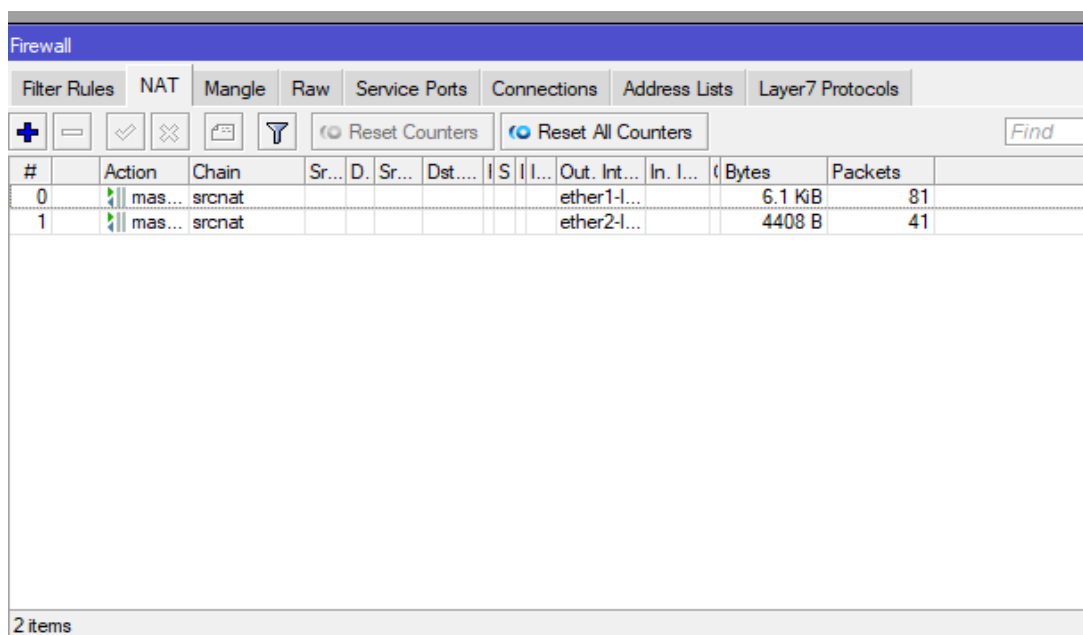 Firewall
Filter Rules NAT Mangle Raw Service Ports Connections Address Lists Layer7 Protocols
Reset Counters Reset All Counters Find
# Action Chain Sr... D. Sr... Dst.... I S I I... Out. Int... In. I... Bytes Packets
0 mas... srcnat ether1-I... 6.1 KiB 81
1 mas... srcnat ether2-I... 4408 B 41
2 items